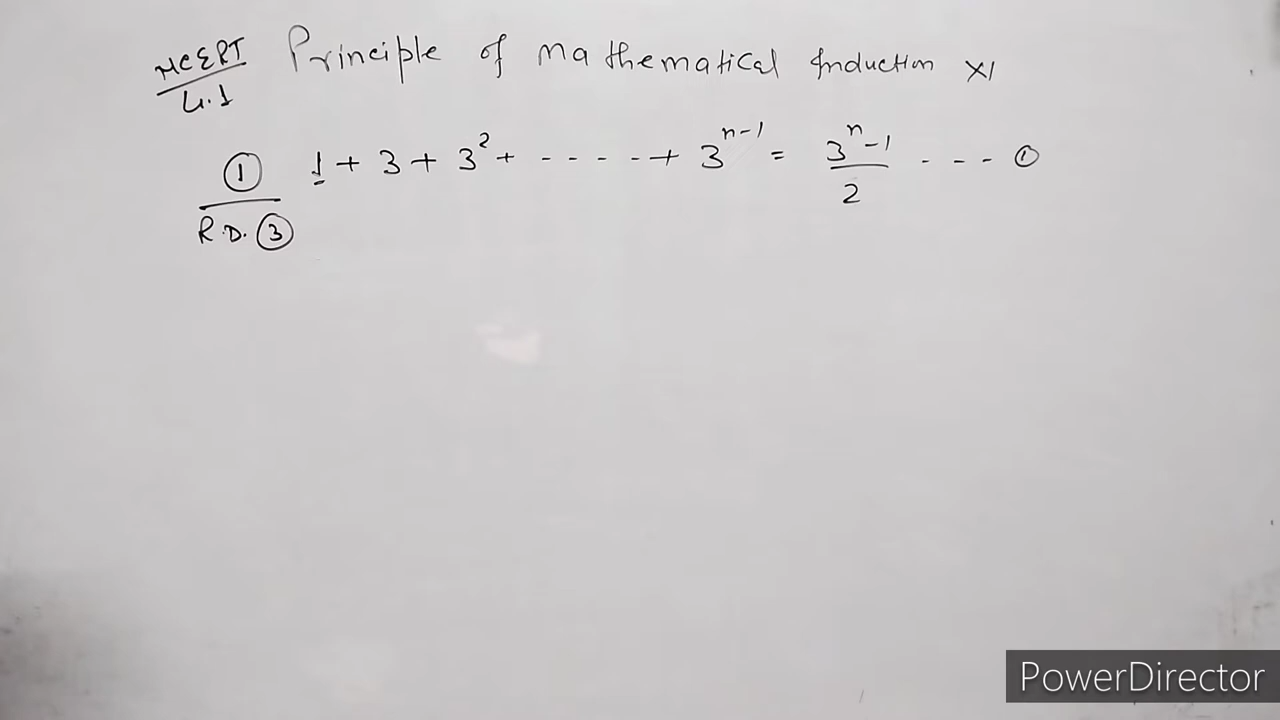 NCERT Principle of Mathematical Induction XI
4.1
① 1 + 3 + 3² + - - - - - + 3ⁿ⁻¹ = (3ⁿ - 1)/2 - - - ①
R.D. ③
PowerDirector